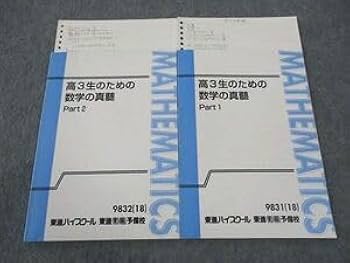 高3生のための
数学の真髄
Part 2
MATHEMATICS
9832(18)
東進ハイスクール 東進衛星予備校
高3生のための
数学の真髄
Part 1
MATHEMATICS
9831(18)
東進ハイスクール 東進衛星予備校